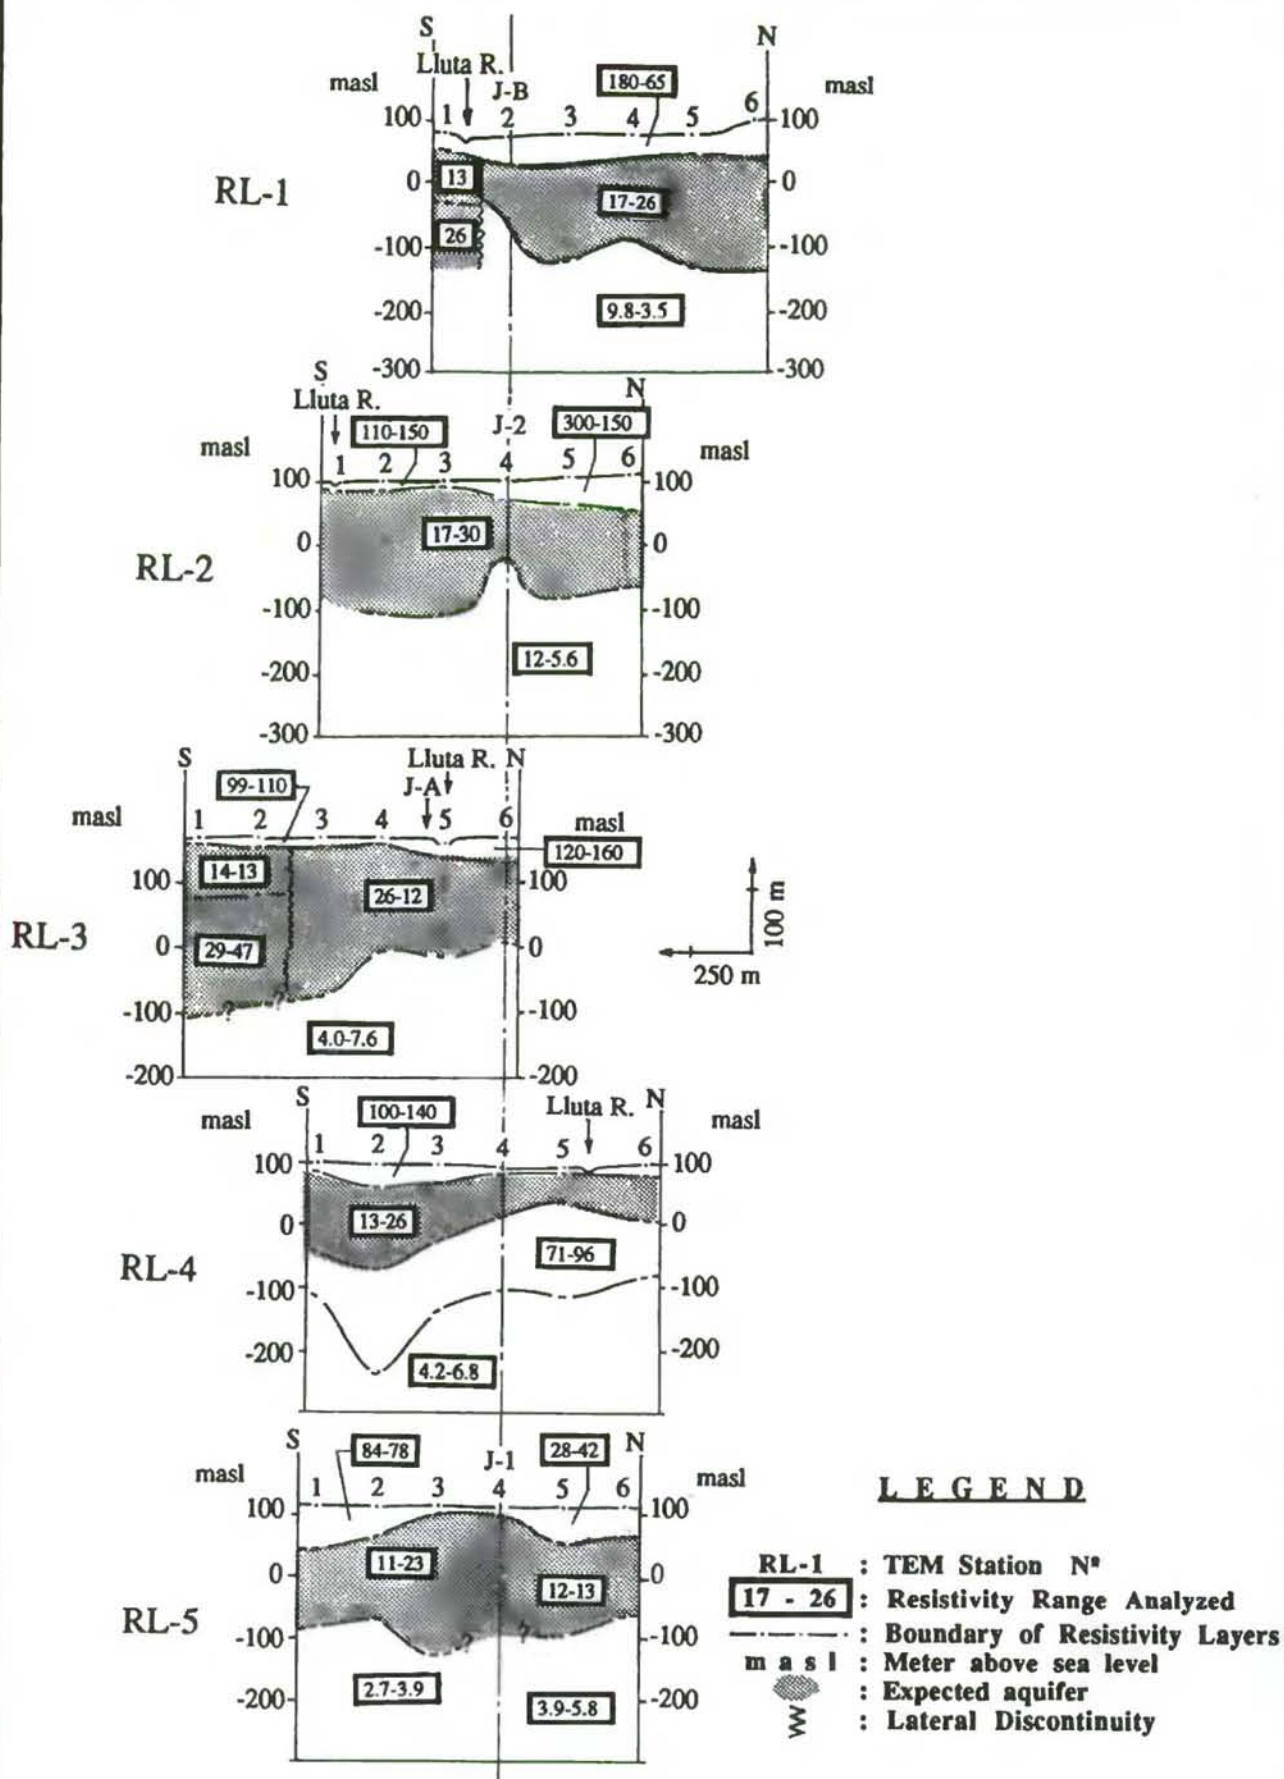 S
N
Lluta R.
masl
J-B
180-65
masl
1 2 3 4 5 6
100 100
RL-1
13
0 0
17-26
26
-100 -100
9.8-3.5
-200 -200
-300 -300
S
N
Lluta R.
110-150
J-2
300-150
masl
masl
1 2 3 4 5 6
100 100
17-30
0 0
RL-2
-100 -100
12-5.6
-200 -200
-300 -300
S
Lluta R. N
99-110
J-A
masl
1 2 3 4 5 6
masl
120-160
14-13
100 100
26-12
RL-3
0 0
29-47
100 m
250 m
-100 -100
? ?
4.0-7.6
-200 -200
S
N
100-140
Lluta R.
masl
masl
1 2 3 4 5 6
100 100
13-26
0 0
71-96
RL-4
-100 -100
-200 -200
4.2-6.8
S
N
84-78
J-1
28-42
masl
masl
1 2 3 4 5 6
100 100
11-23
0 0
12-13
RL-5
-100 -100
? ?
2.7-3.9
-200 -200
3.9-5.8
LEGEND
RL-1 : TEM Station Nº
17 - 26 : Resistivity Range Analyzed
: Boundary of Resistivity Layers
masl : Meter above sea level
: Expected aquifer
: Lateral Discontinuity